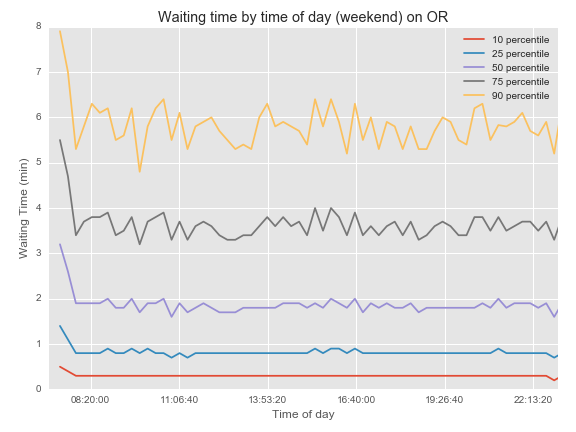 Waiting time by time of day (weekend) on OR
10 percentile
25 percentile
50 percentile
75 percentile
90 percentile
Waiting Time (min)
8
7
6
5
4
3
2
1
0
08:20:00 11:06:40 13:53:20 16:40:00 19:26:40 22:13:20
Time of day